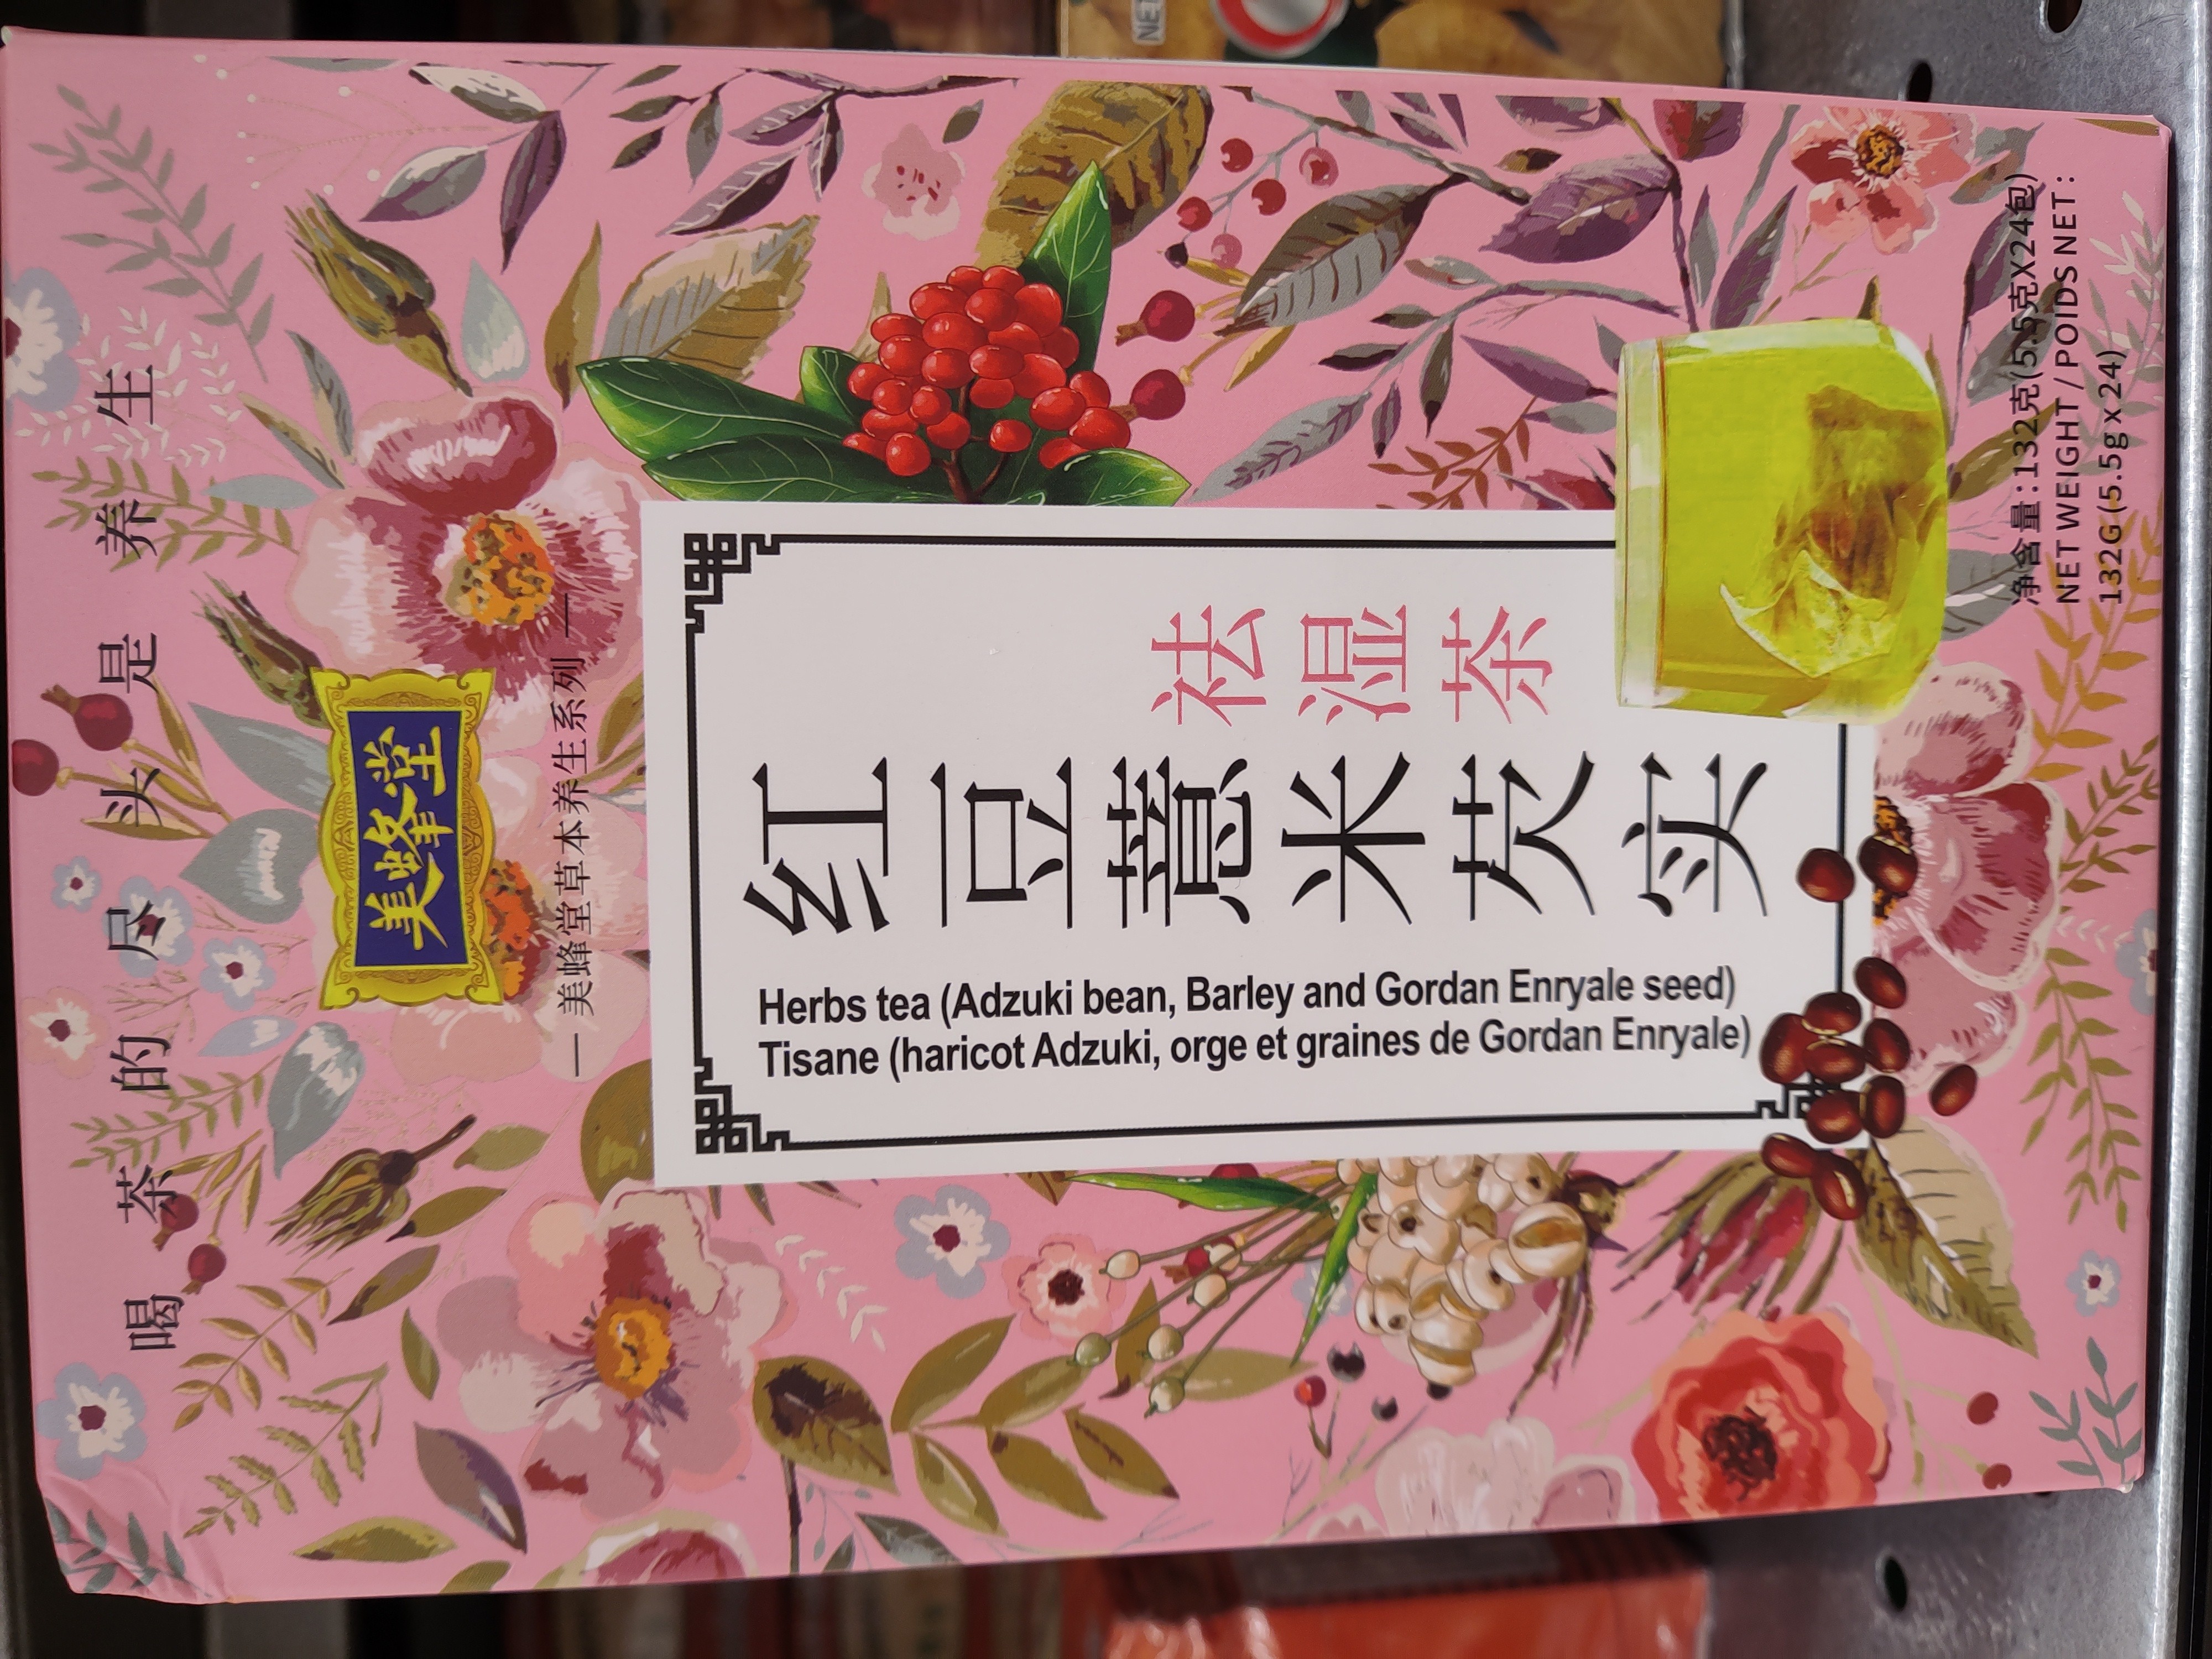 喝茶的尽头是养生
美蜂堂
— 美蜂堂草本养生系列 —
红豆薏米芡实
祛湿茶
Herbs tea (Adzuki bean, Barley and Gordan Enryale seed)
Tisane (haricot Adzuki, orge et graines de Gordan Enryale)
净含量:132克(5.5克X24包)
NET WEIGHT / POIDS NET :
132G (5.5g x 24)
NET